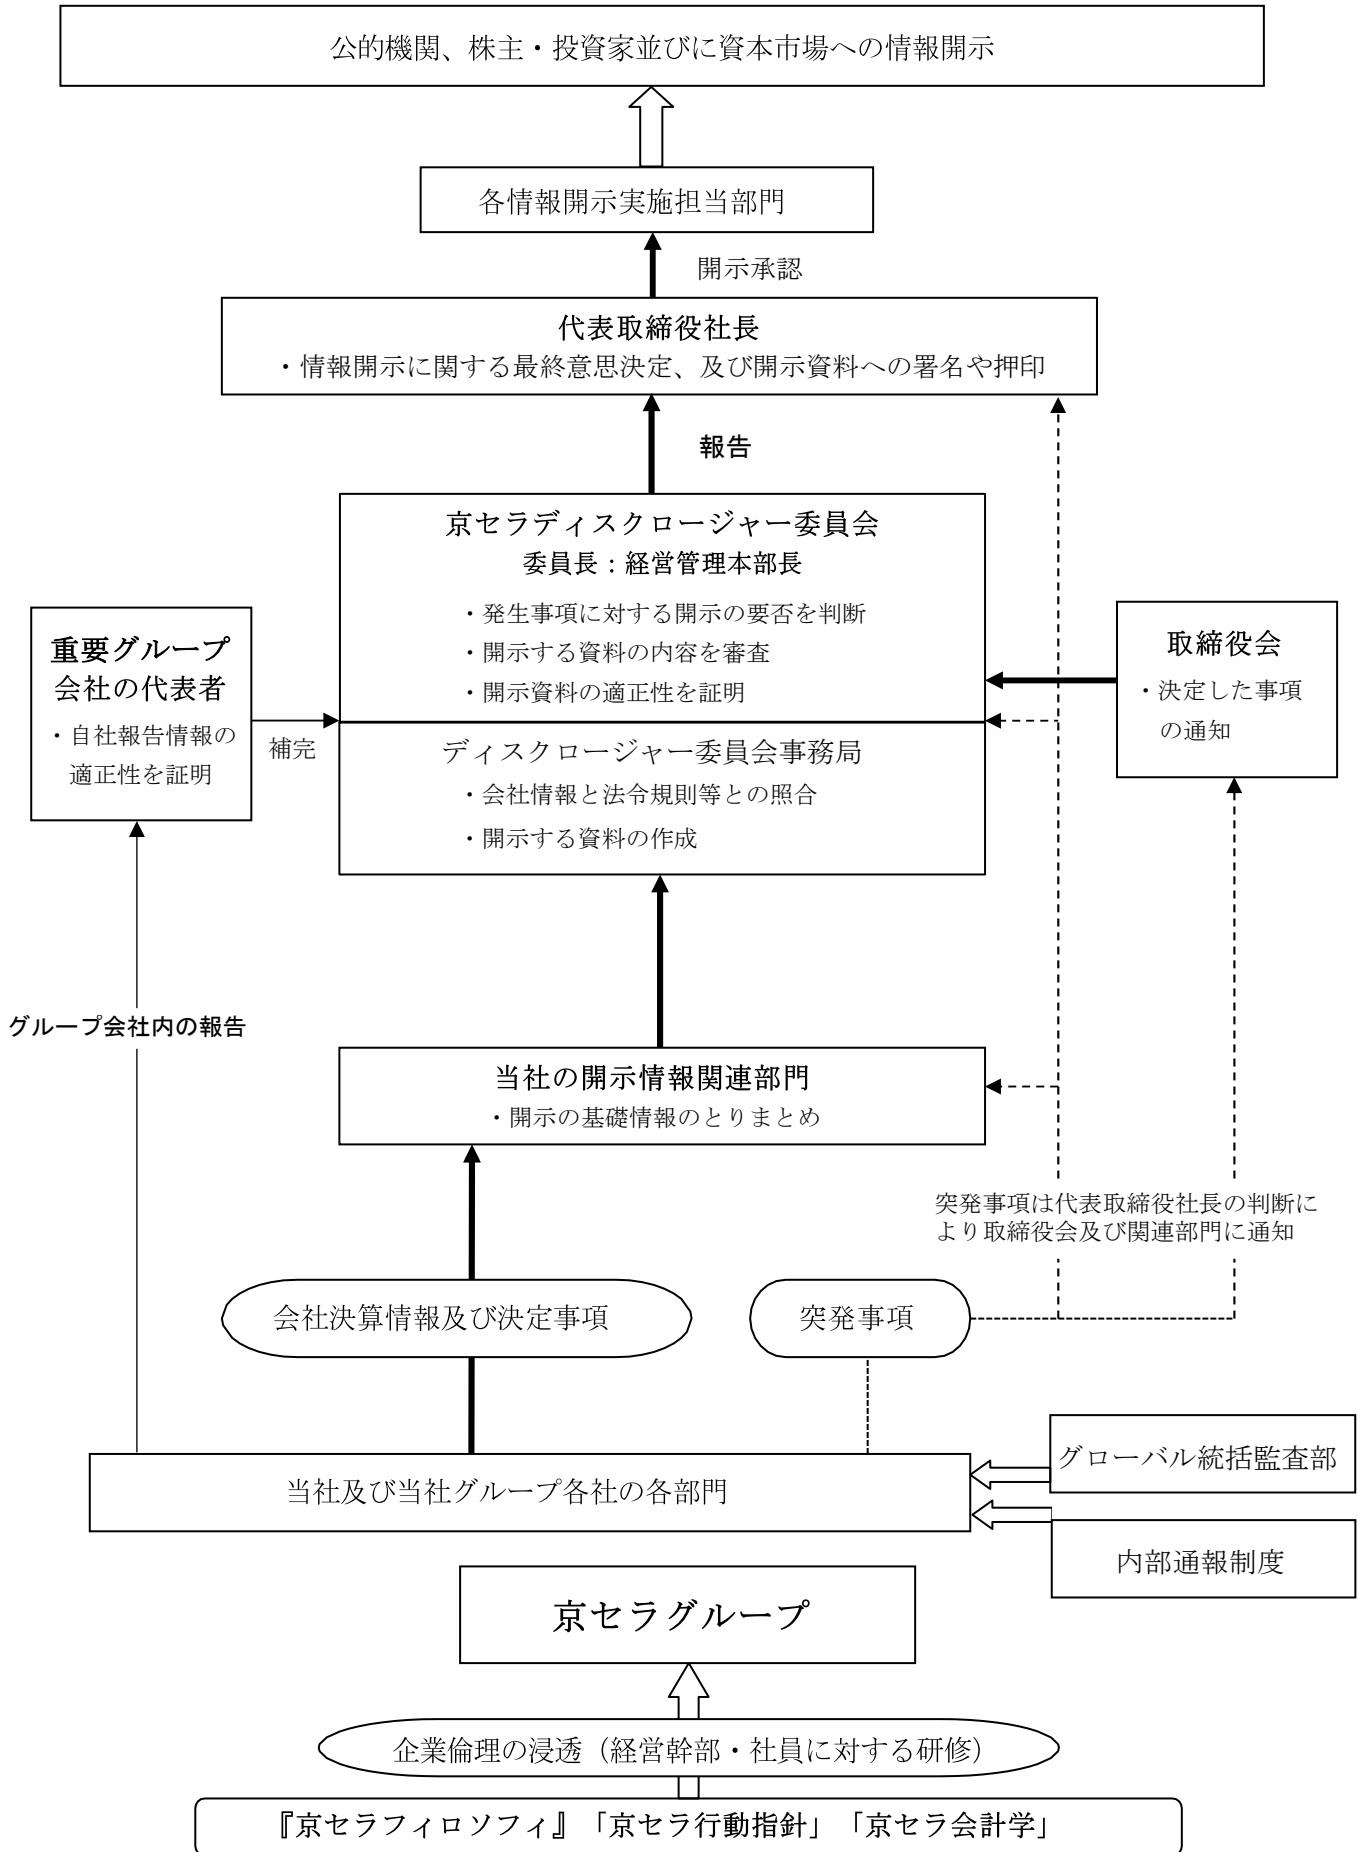 公的機関、株主・投資家並びに資本市場への情報開示
各情報開示実施担当部門
開示承認
代表取締役社長
・情報開示に関する最終意思決定、及び開示資料への署名や押印
報告
京セラディスクロージャー委員会
委員長：経営管理本部長
・発生事項に対する開示の要否を判断
・開示する資料の内容を審査
・開示資料の適正性を証明
重要グループ
会社の代表者
・自社報告情報の
適正性を証明
補完
取締役会
・決定した事項
の通知
ディスクロージャー委員会事務局
・会社情報と法令規則等との照合
・開示する資料の作成
グループ会社内の報告
当社の開示情報関連部門
・開示の基礎情報のとりまとめ
突発事項は代表取締役社長の判断に
より取締役会及び関連部門に通知
会社決算情報及び決定事項
突発事項
当社及び当社グループ各社の各部門
グローバル統括監査部
内部通報制度
京セラグループ
企業倫理の浸透（経営幹部・社員に対する研修）
『京セラフィロソフィ』「京セラ行動指針」「京セラ会計学」